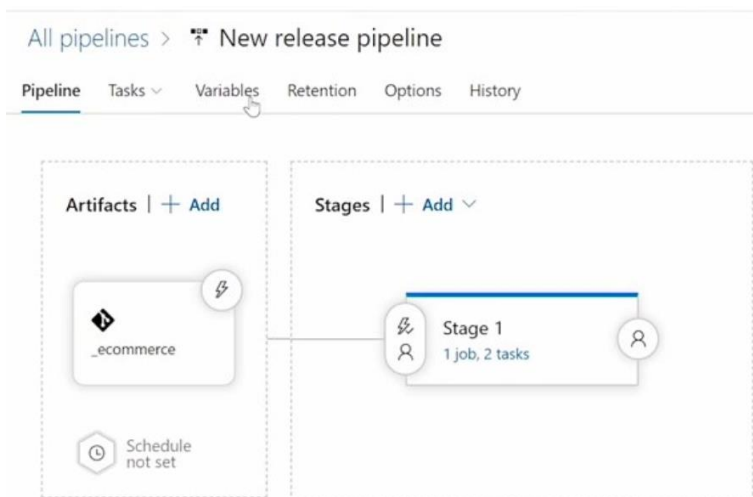 All pipelines > New release pipeline
Pipeline Tasks Variables Retention Options History
Artifacts | + Add
Stages | + Add
_ecommerce
Stage 1
1 job, 2 tasks
Schedule
not set